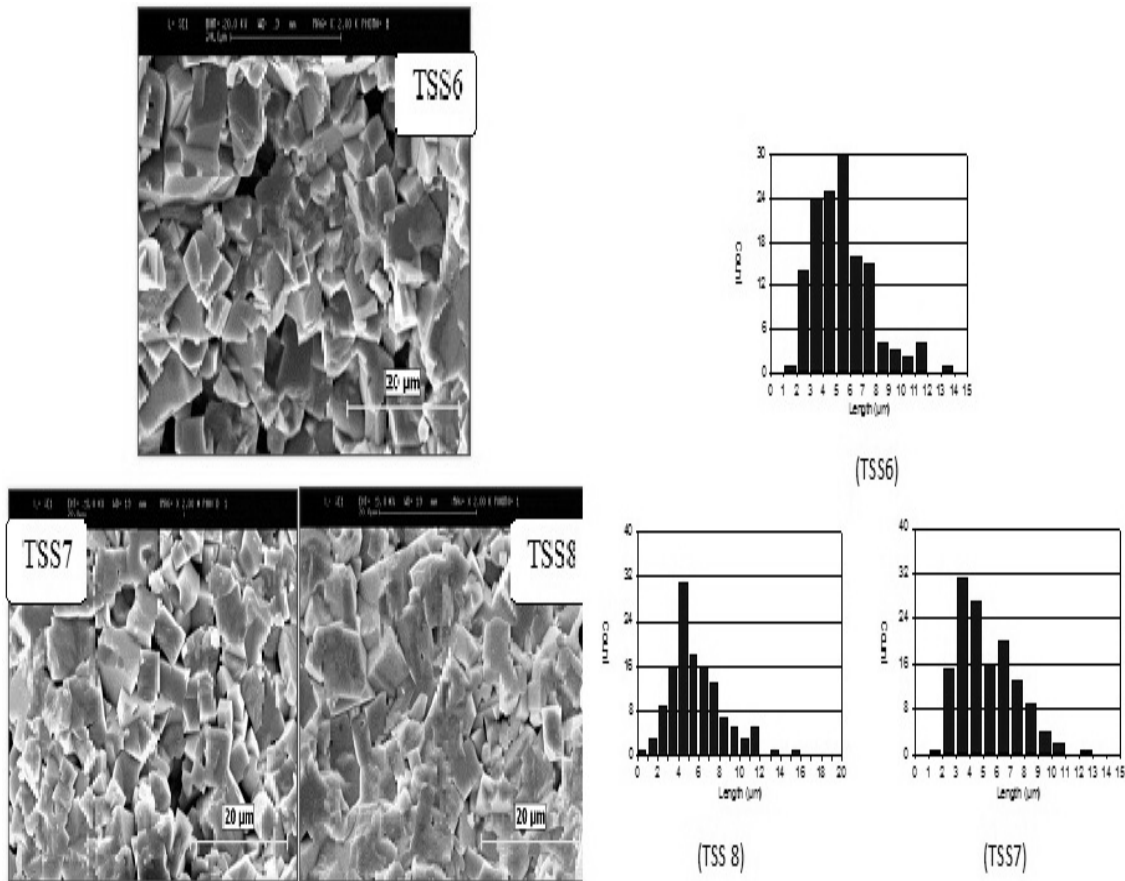 TSS6
20 µm
TSS7
20 µm
TSS8
20 µm
30
24
18
12
6
0
Count
0 1 2 3 4 5 6 7 8 9 10 11 12 13 14 15
Length (µm)
(TSS6)
40
32
24
16
8
0
Count
0 2 4 6 8 10 12 14 16 18 20
Length (µm)
(TSS 8)
40
32
24
16
8
0
Count
0 1 2 3 4 5 6 7 8 9 10 11 12 13 14 15
Length (µm)
(TSS7)